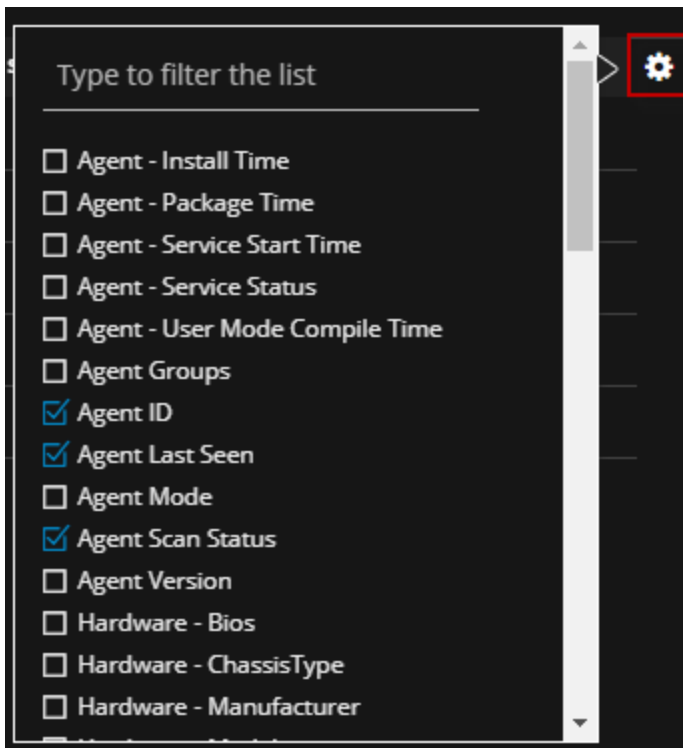 Type to filter the list
Agent - Install Time
Agent - Package Time
Agent - Service Start Time
Agent - Service Status
Agent - User Mode Compile Time
Agent Groups
Agent ID
Agent Last Seen
Agent Mode
Agent Scan Status
Agent Version
Hardware - Bios
Hardware - ChassisType
Hardware - Manufacturer